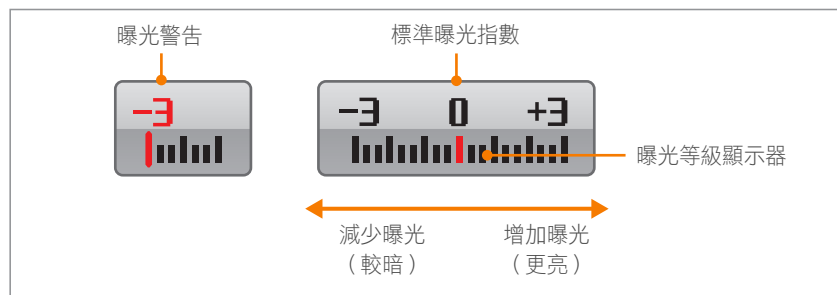 曝光警告
標準曝光指數
−3
−3 0 +3
曝光等級顯示器
減少曝光
增加曝光
（較暗）
（更亮）